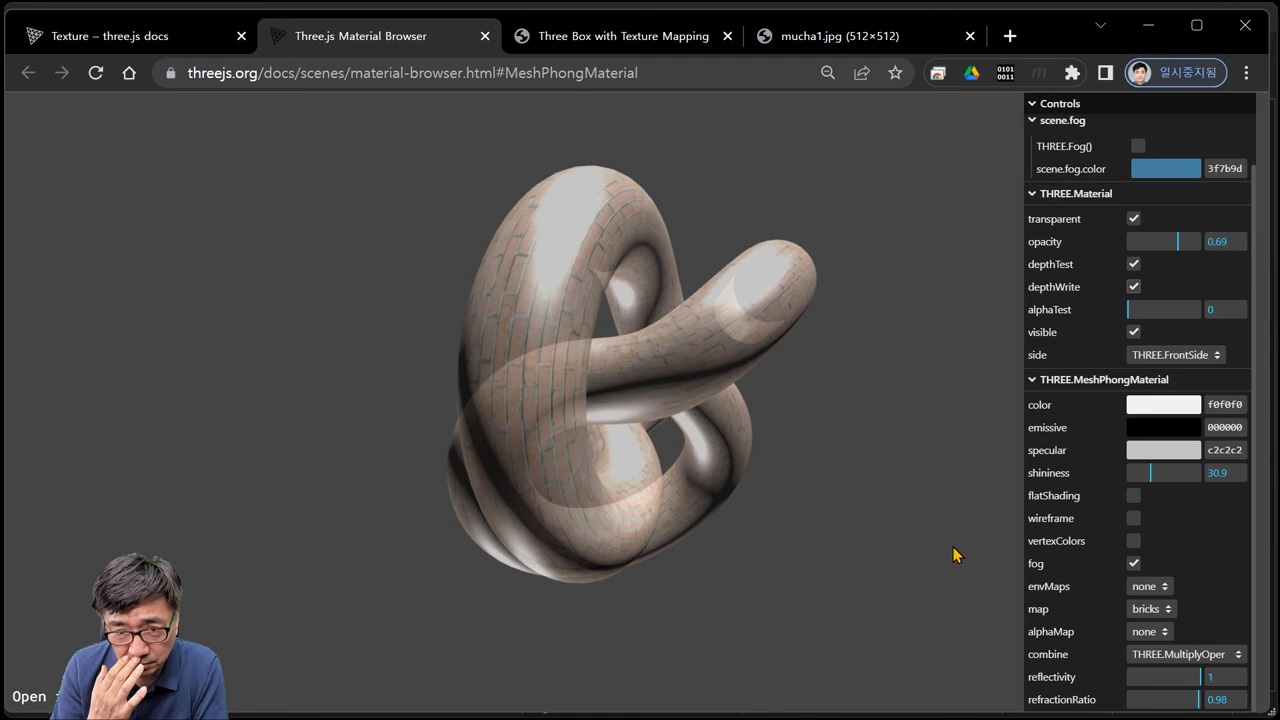 Texture – three.js docs
Three.js Material Browser
Three Box with Texture Mapping
mucha1.jpg (512×512)
threejs.org/docs/scenes/material-browser.html#MeshPhongMaterial
0101
0011
m
일시중지됨
Controls
scene.fog
THREE.Fog()
scene.fog.color 3f7b9d
THREE.Material
transparent
opacity 0.69
depthTest
depthWrite
alphaTest 0
visible
side THREE.FrontSide
THREE.MeshPhongMaterial
color f0f0f0
emissive 000000
specular c2c2c2
shininess 30.9
flatShading
wireframe
vertexColors
fog
envMaps none
map bricks
alphaMap none
combine THREE.MultiplyOper
reflectivity 1
refractionRatio 0.98
Open